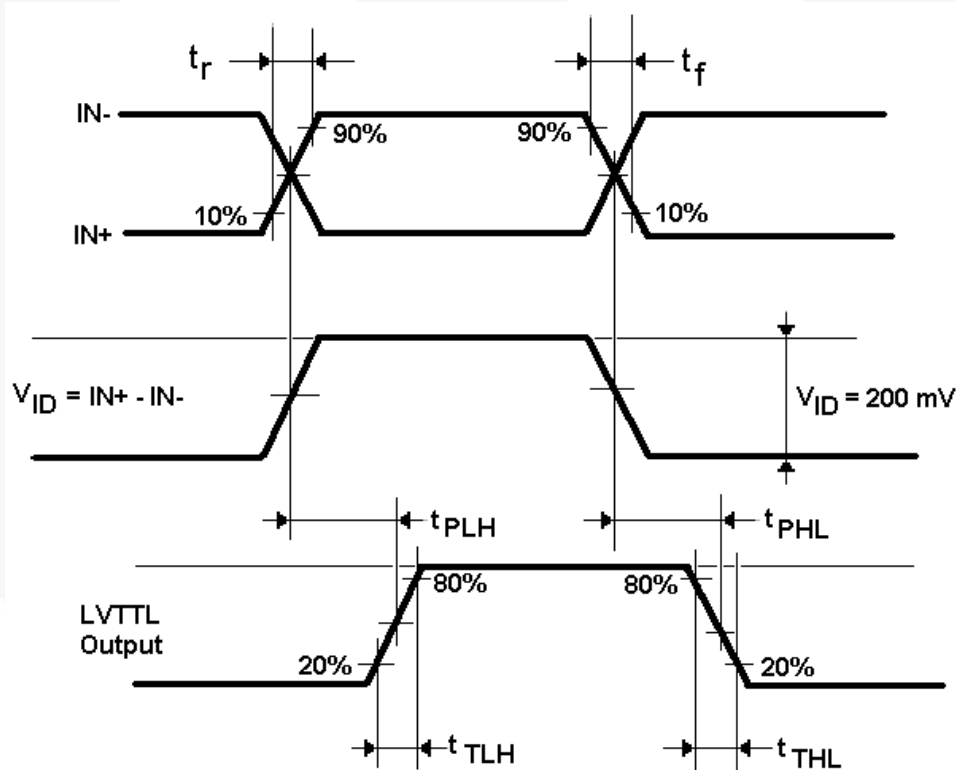 tr
tf
IN-
90%
90%
10%
10%
IN+
VID = IN+ - IN-
VID = 200 mV
tPLH
tPHL
80%
80%
LVTTL
Output
20%
20%
tTLH
tTHL